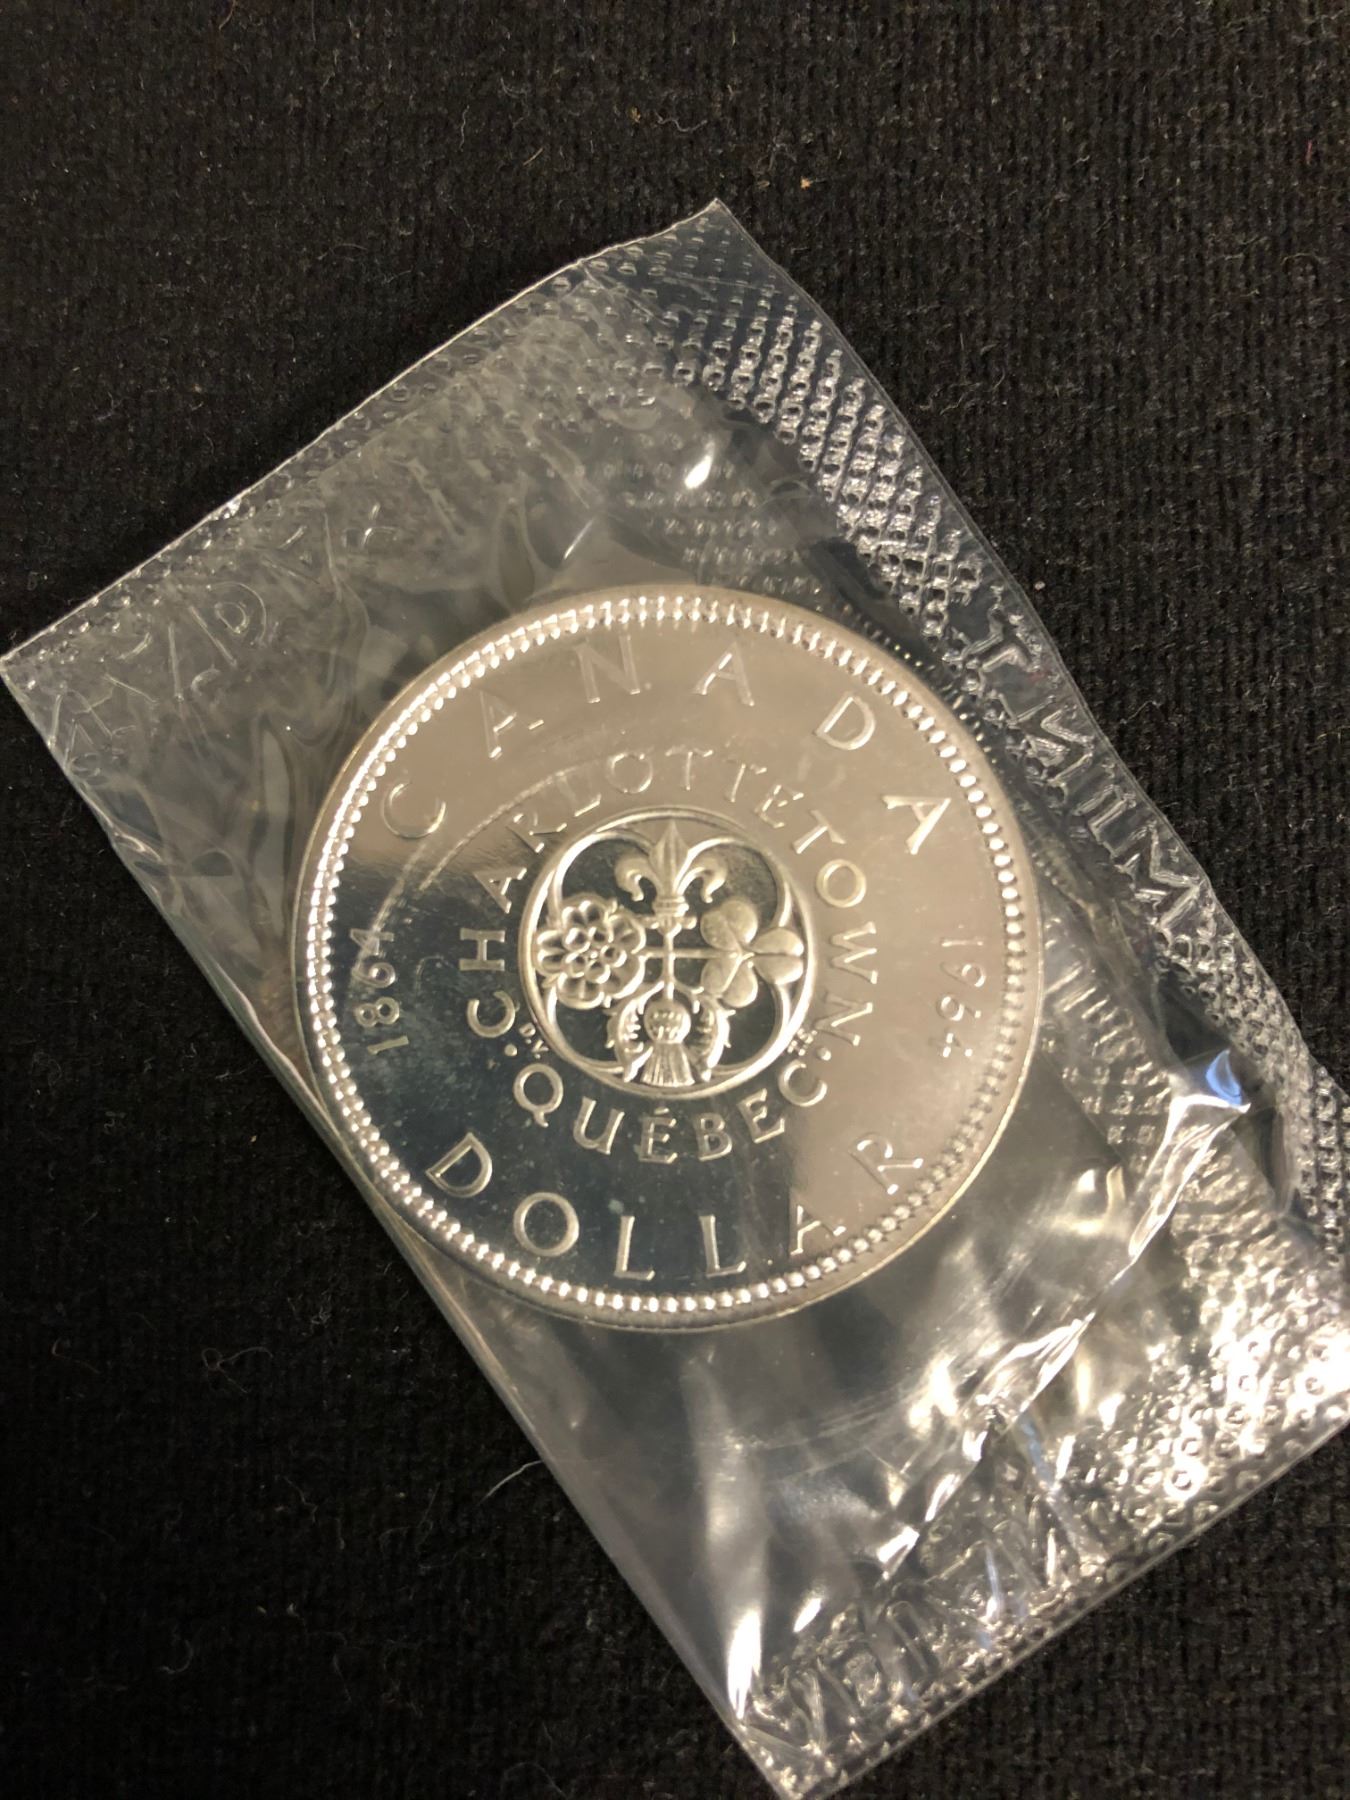 CANADA
CHARLOTTETOWN
1864
1964
D.V.
•QUÉBEC•
DOLLAR